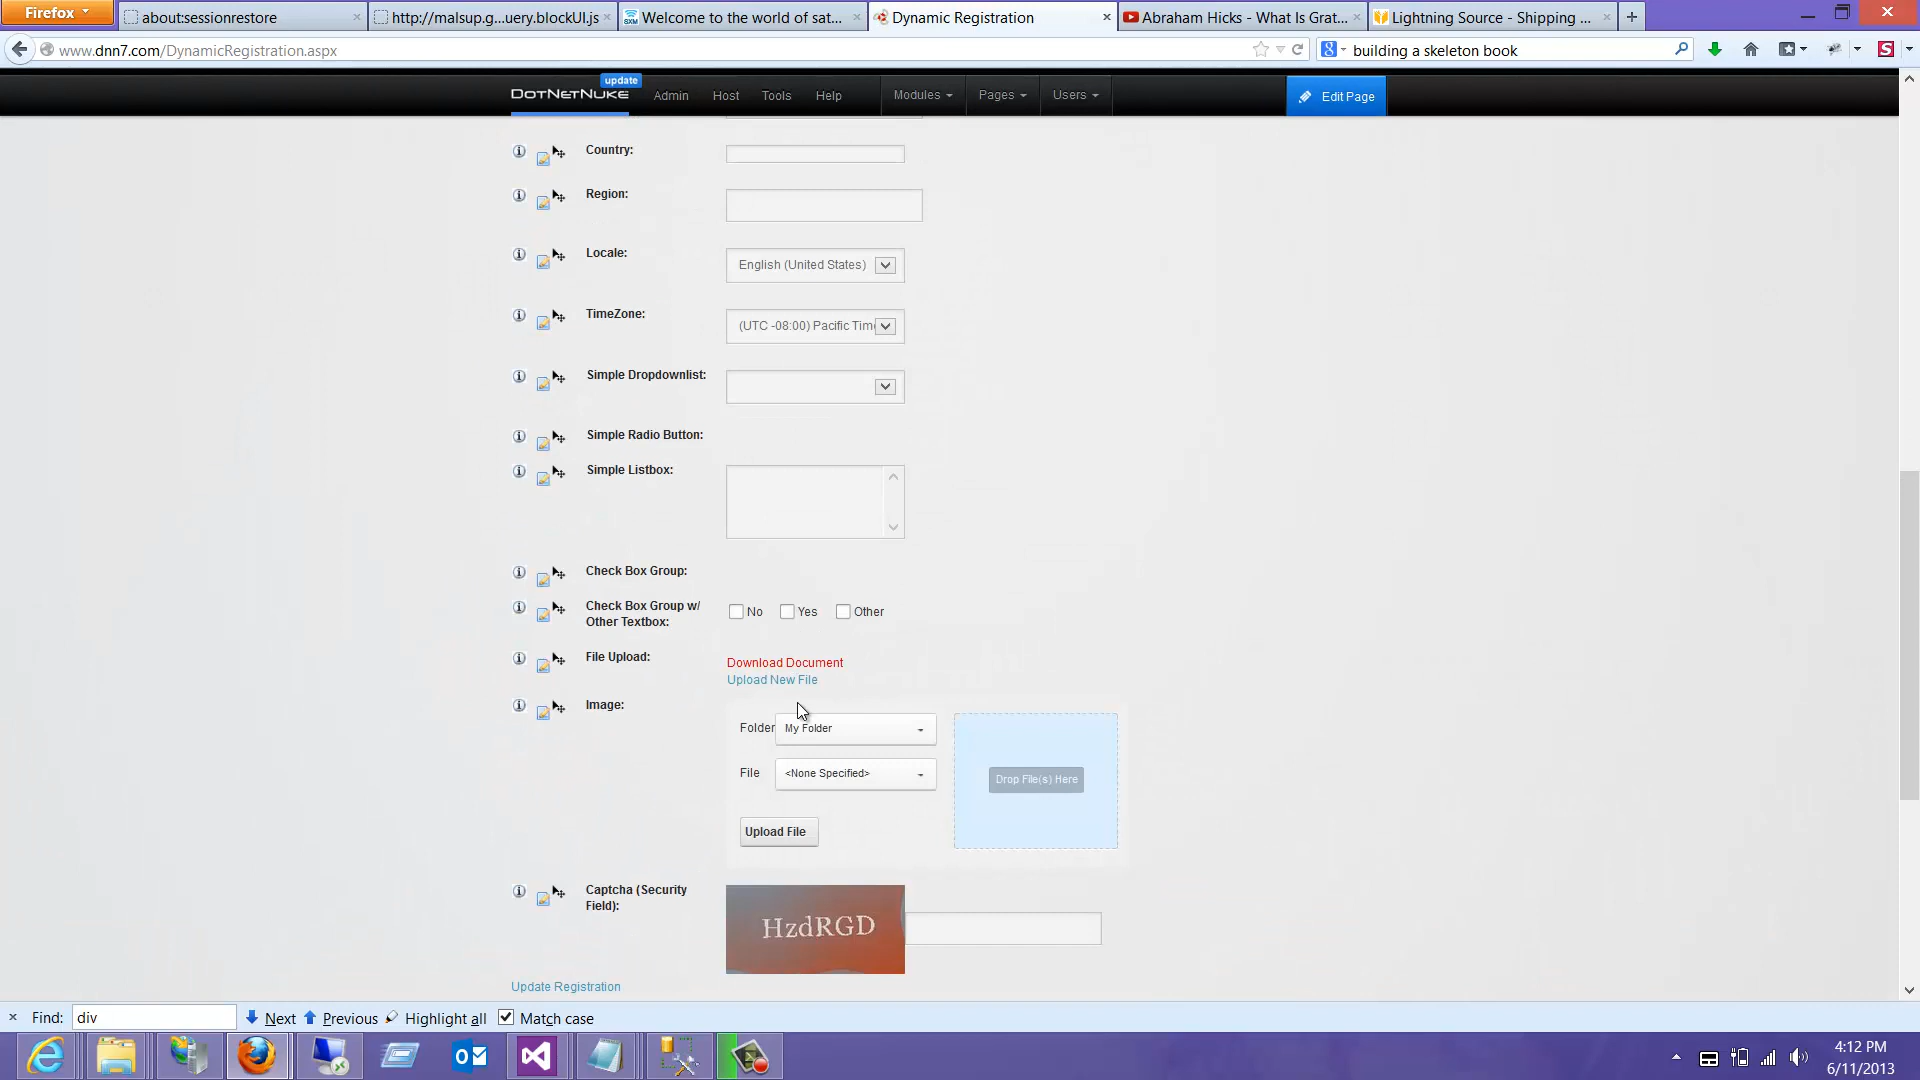 Firefox
about:sessionrestore
http://malsup.g...uery.blockUI.js
Welcome to the world of sat...
Dynamic Registration
Abraham Hicks - What Is Grat...
Lightning Source - Shipping ...
www.dnn7.com/DynamicRegistration.aspx
building a skeleton book
update
DOTNETNUKE
Admin
Host
Tools
Help
Modules
Pages
Users
Edit Page
Country:
Region:
Locale:
English (United States)
TimeZone:
(UTC -08:00) Pacific Tim
Simple Dropdownlist:
Simple Radio Button:
Simple Listbox:
Check Box Group:
Check Box Group w/
Other Textbox:
No
Yes
Other
File Upload:
Download Document
Upload New File
Image:
Folder
My Folder
File
<None Specified>
Upload File
Drop File(s) Here
Captcha (Security
Field):
HzdRGD
Update Registration
Find:
div
Next
Previous
Highlight all
Match case
4:12 PM
6/11/2013